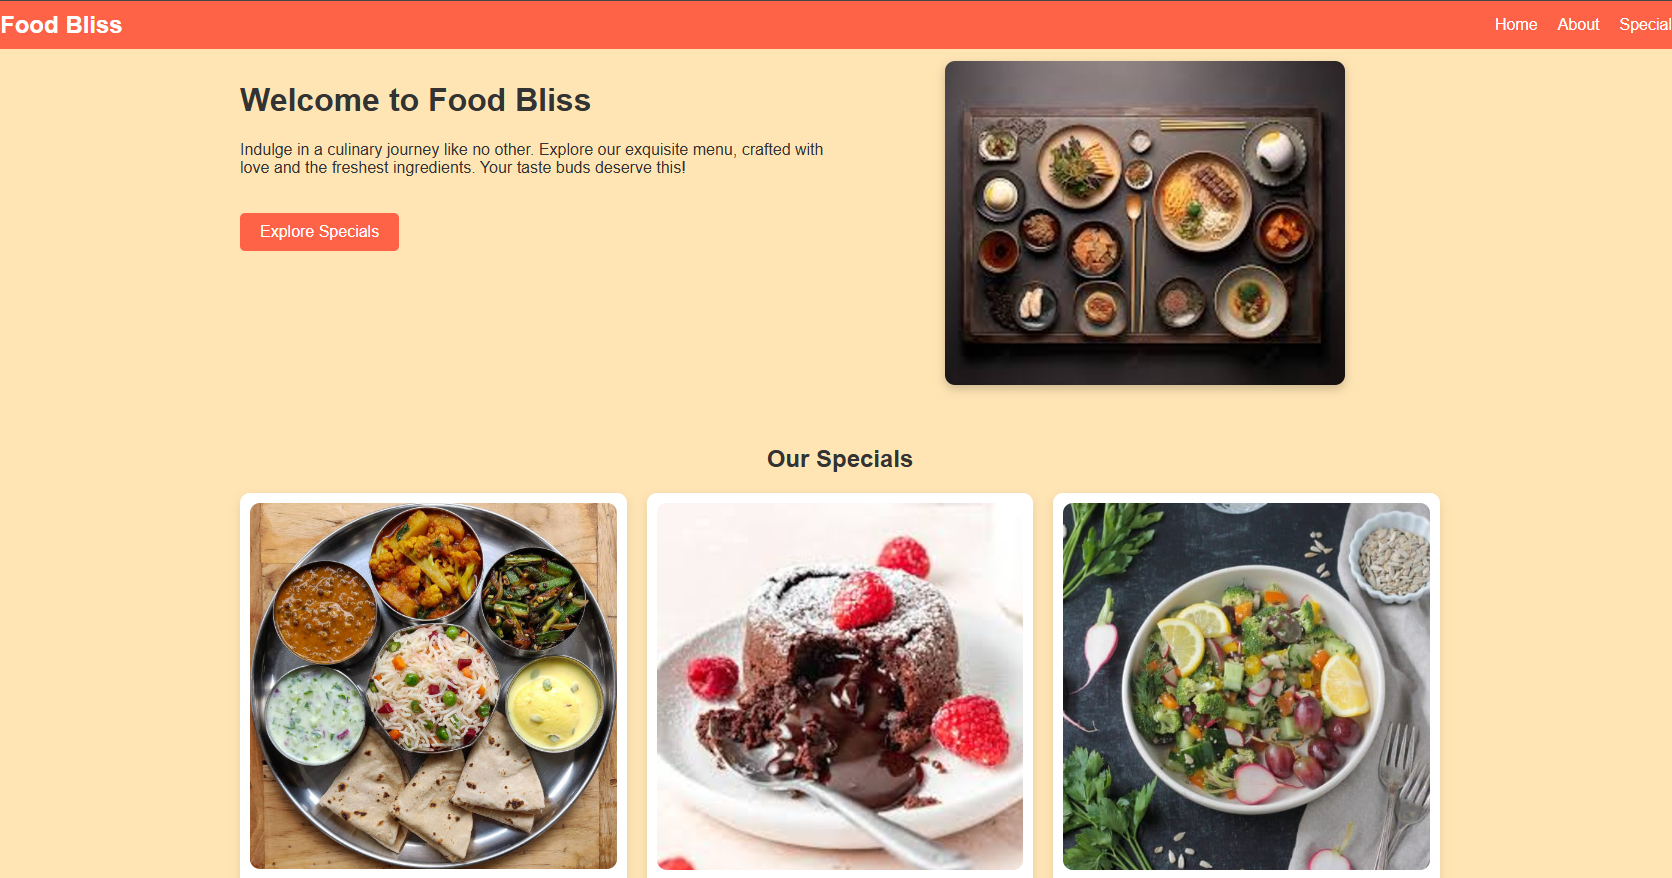 Food Bliss
Home About Special
Welcome to Food Bliss
Indulge in a culinary journey like no other. Explore our exquisite menu, crafted with
love and the freshest ingredients. Your taste buds deserve this!
Explore Specials
Our Specials